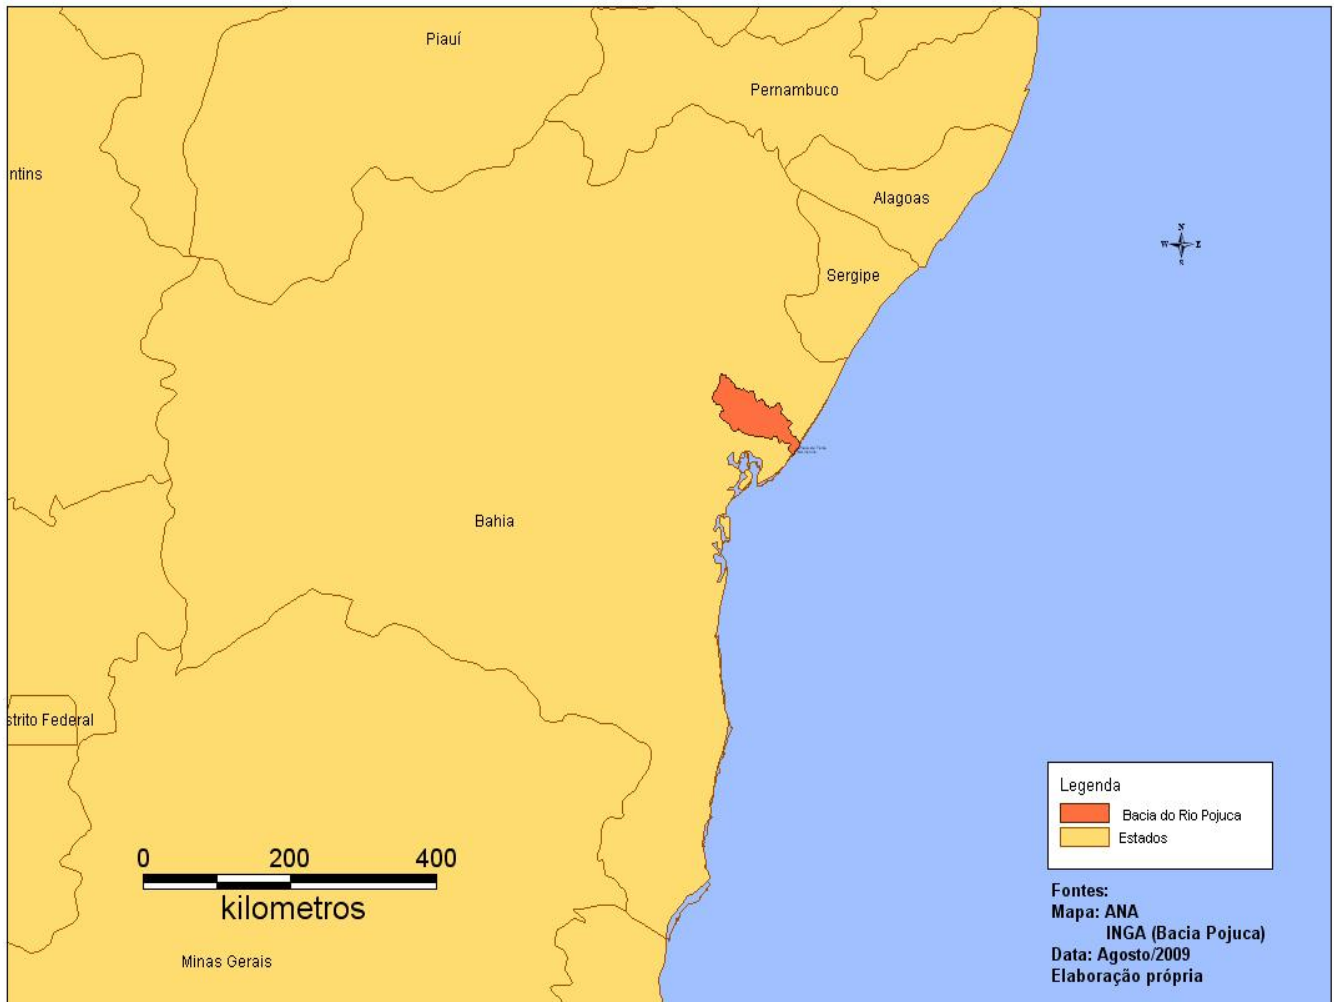 Piauí
Pernambuco
ntins
Alagoas
N
W E
S
Sergipe
Bahia
strito Federal
Legenda
Bacia do Rio Pojuca
Estados
0 200 400
kilometros
Fontes:
Mapa: ANA
INGA (Bacia Pojuca)
Data: Agosto/2009
Elaboração própria
Minas Gerais